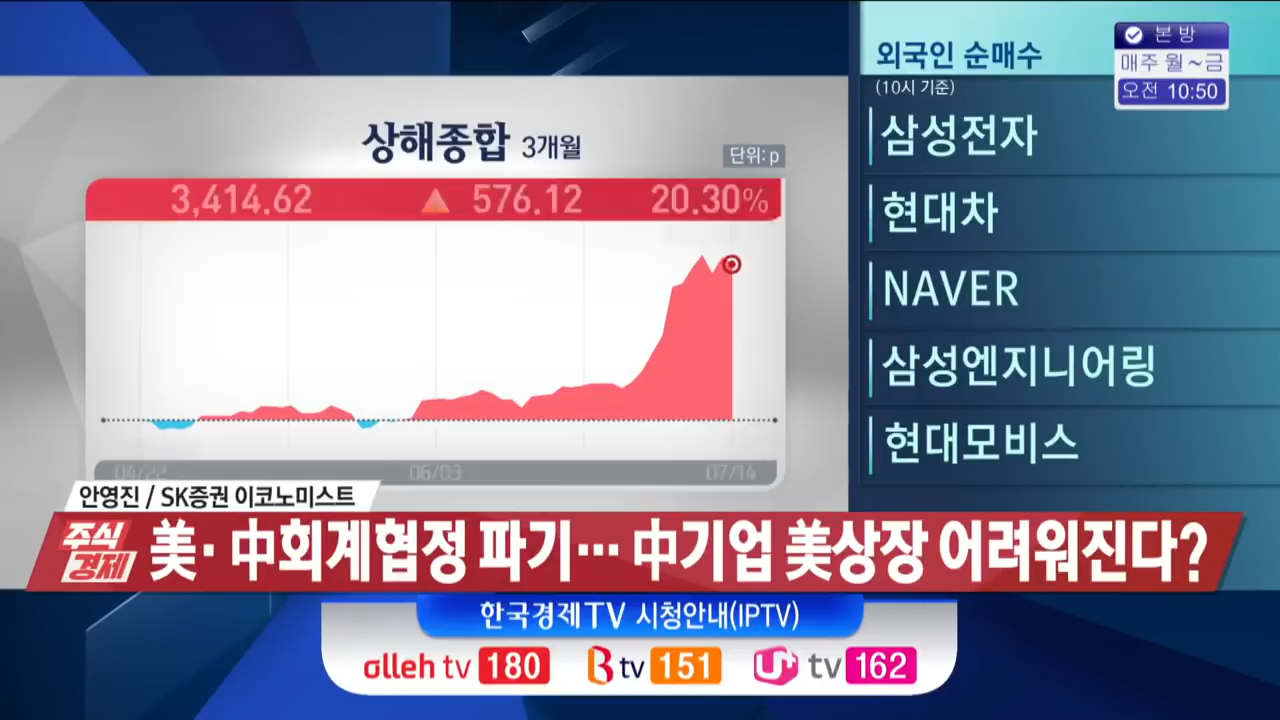 외국인 순매수
(10시 기준)
본 방
매주 월~금
오전 10:50
상해종합 3개월
단위: p
3,414.62 ▲ 576.12 20.30%
04/22 06/03 07/14
삼성전자
현대차
NAVER
삼성엔지니어링
현대모비스
안영진 / SK증권 이코노미스트
주식
경제
美· 中회계협정 파기… 中기업 美상장 어려워진다?
한국경제TV 시청안내(IPTV)
olleh tv 180 B tv 151 U+ tv 162